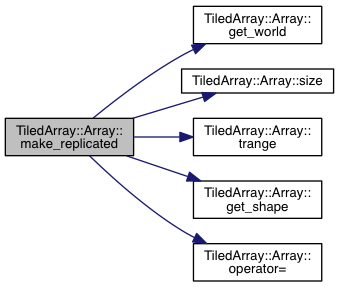 TiledArray::Array::
make_replicated
TiledArray::Array::
get_world
TiledArray::Array::size
TiledArray::Array::
trange
TiledArray::Array::
get_shape
TiledArray::Array::
operator=